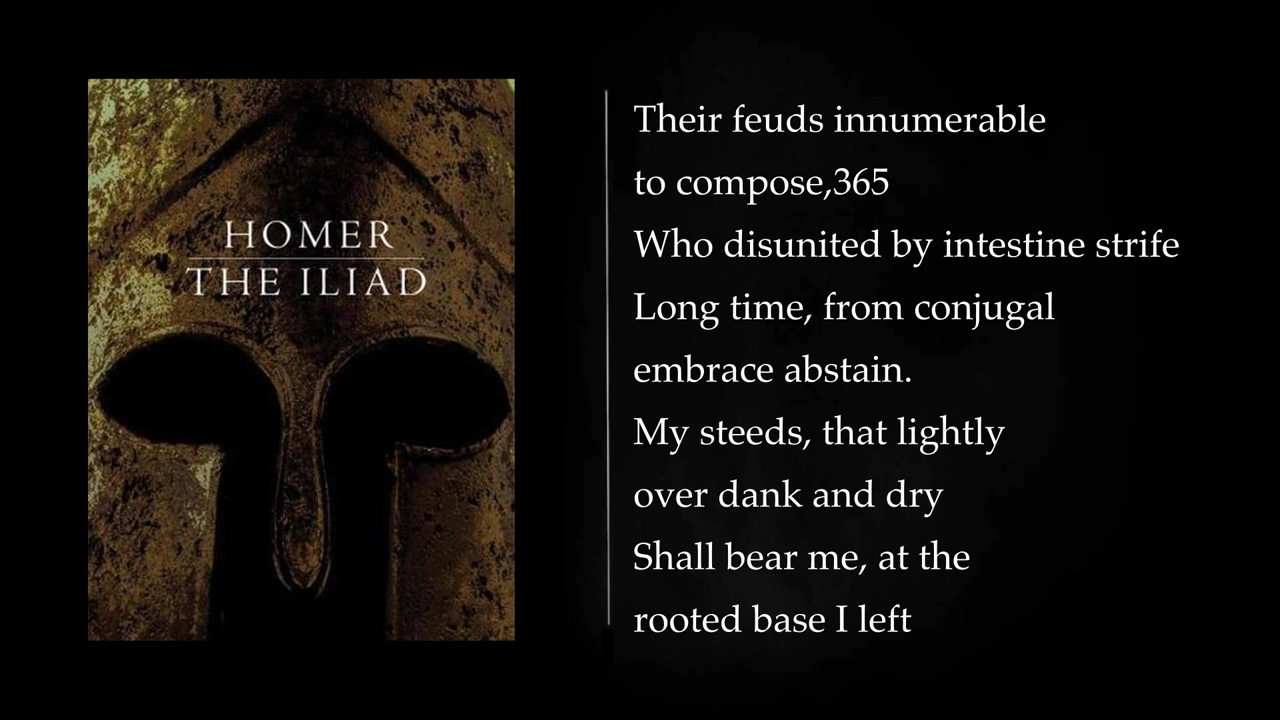 HOMER
THE ILIAD
Their feuds innumerable
to compose,365
Who disunited by intestine strife
Long time, from conjugal
embrace abstain.
My steeds, that lightly
over dank and dry
Shall bear me, at the
rooted base I left